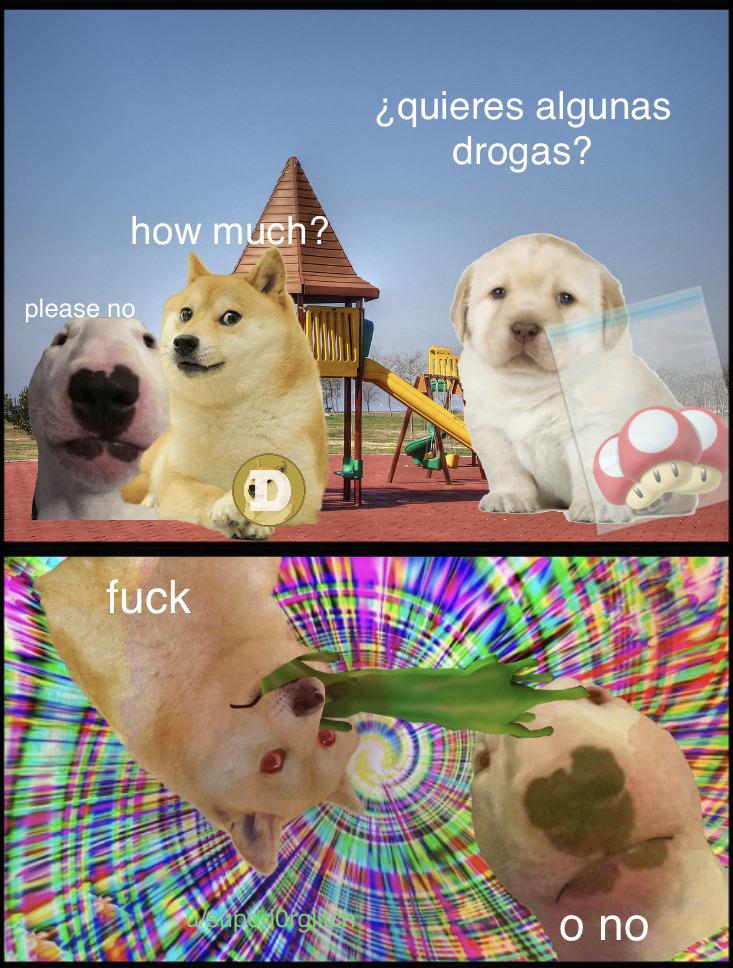 ¿quieres algunas
drogas?
how much?
please no
D
fuck
o no